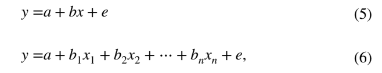 y =a + bx + e (5)
y =a + b₁x₁ + b₂x₂ + ⋯ + bₙxₙ + e, (6)